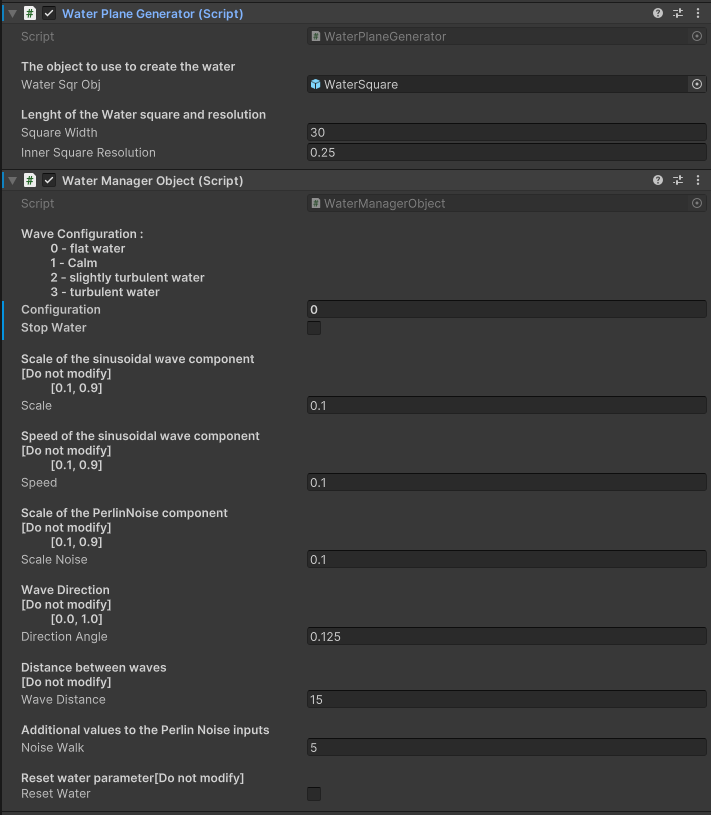 Water Plane Generator (Script)
Script
WaterPlaneGenerator
The object to use to create the water
Water Sqr Obj
WaterSquare
Lenght of the Water square and resolution
Square Width
30
Inner Square Resolution
0.25
Water Manager Object (Script)
Script
WaterManagerObject
Wave Configuration :
0 - flat water
1 - Calm
2 - slightly turbulent water
3 - turbulent water
Configuration
0
Stop Water
Scale of the sinusoidal wave component
[Do not modify]
[0.1, 0.9]
Scale
0.1
Speed of the sinusoidal wave component
[Do not modify]
[0.1, 0.9]
Speed
0.1
Scale of the PerlinNoise component
[Do not modify]
[0.1, 0.9]
Scale Noise
0.1
Wave Direction
[Do not modify]
[0.0, 1.0]
Direction Angle
0.125
Distance between waves
[Do not modify]
Wave Distance
15
Additional values to the Perlin Noise inputs
Noise Walk
5
Reset water parameter[Do not modify]
Reset Water